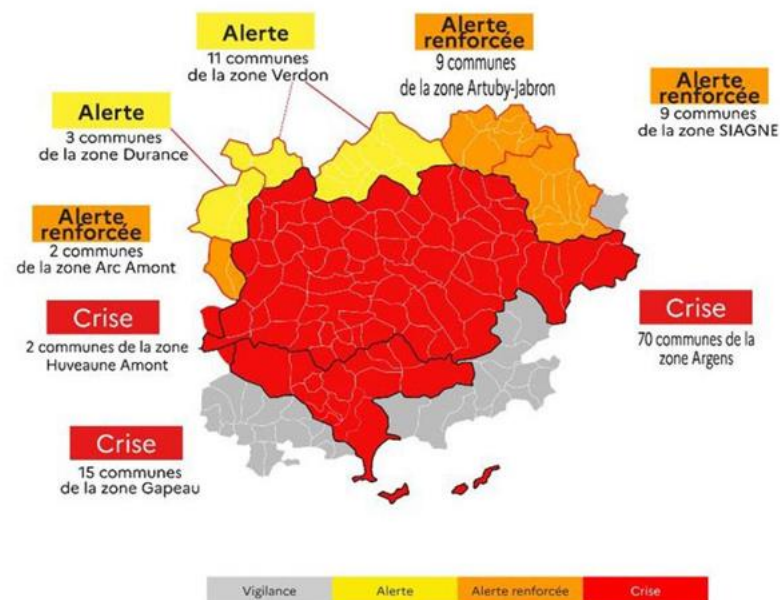 Alerte
11 communes
de la zone Verdon
Alerte
renforcée
9 communes
de la zone Artuby-Jabron
Alerte
renforcée
9 communes
de la zone SIAGNE
Alerte
3 communes
de la zone Durance
Alerte
renforcée
2 communes
de la zone Arc Amont
Crise
2 communes de la zone
Huveaune Amont
Crise
70 communes de la
zone Argens
Crise
15 communes
de la zone Gapeau
Vigilance
Alerte
Alerte renforcée
Crise